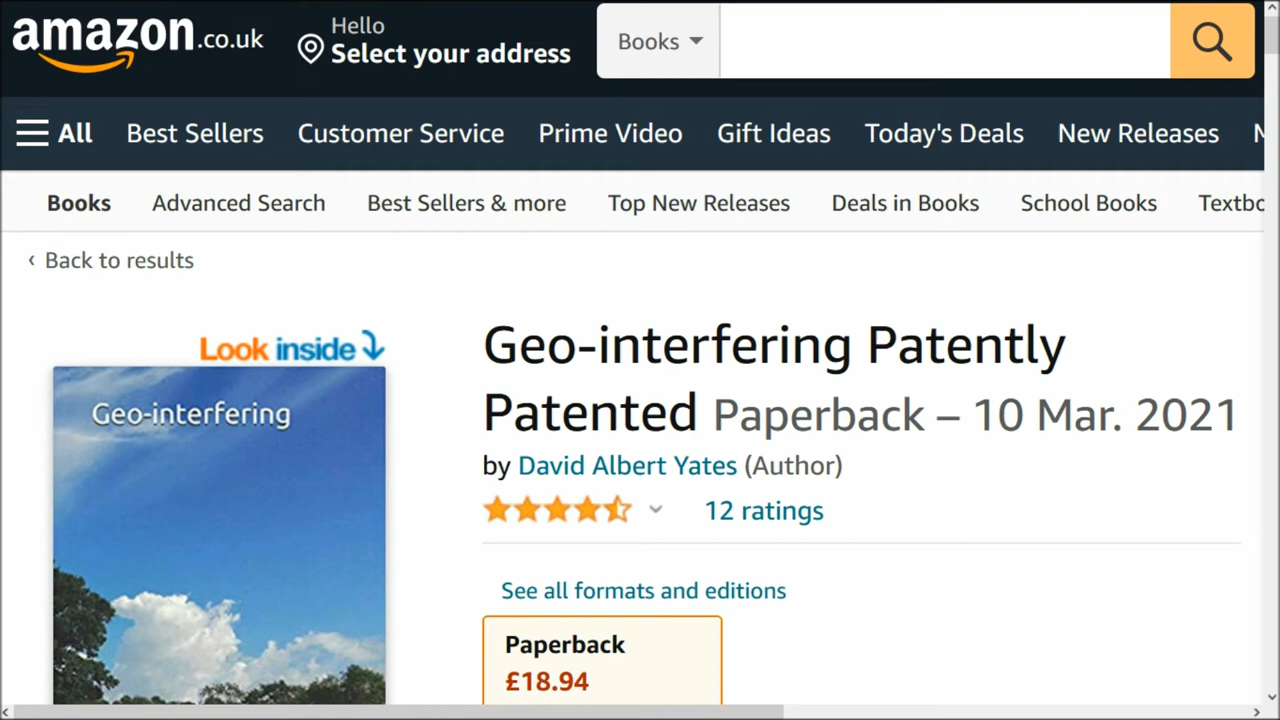 amazon.co.uk
Hello
Select your address
Books
All Best Sellers Customer Service Prime Video Gift Ideas Today's Deals New Releases
Books Advanced Search Best Sellers & more Top New Releases Deals in Books School Books Textbo
‹ Back to results
Look inside
Geo-interfering
Geo-interfering Patently
Patented Paperback – 10 Mar. 2021
by David Albert Yates (Author)
12 ratings
See all formats and editions
Paperback
£18.94